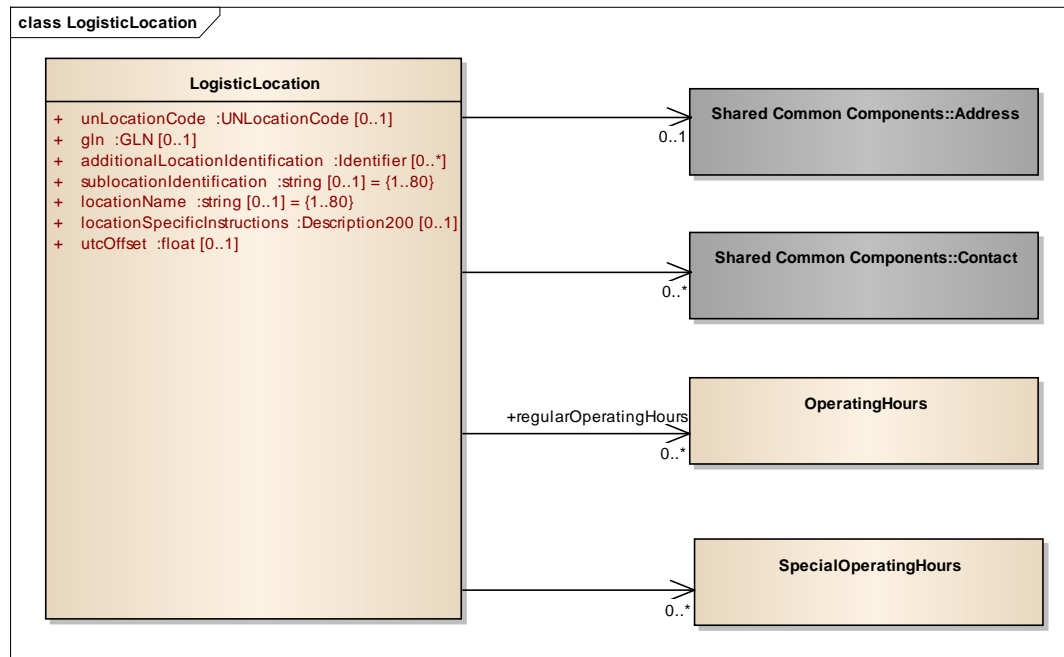 class LogisticLocation
LogisticLocation
+ unLocationCode :UNLocationCode [0..1]
+ gln :GLN [0..1]
+ additionalLocationIdentification :Identifier [0..*]
+ sublocationIdentification :string [0..1] = {1..80}
+ locationName :string [0..1] = {1..80}
+ locationSpecificInstructions :Description200 [0..1]
+ utcOffset :float [0..1]
Shared Common Components::Address
0..1
Shared Common Components::Contact
0..*
+regularOperatingHours
OperatingHours
0..*
SpecialOperatingHours
0..*